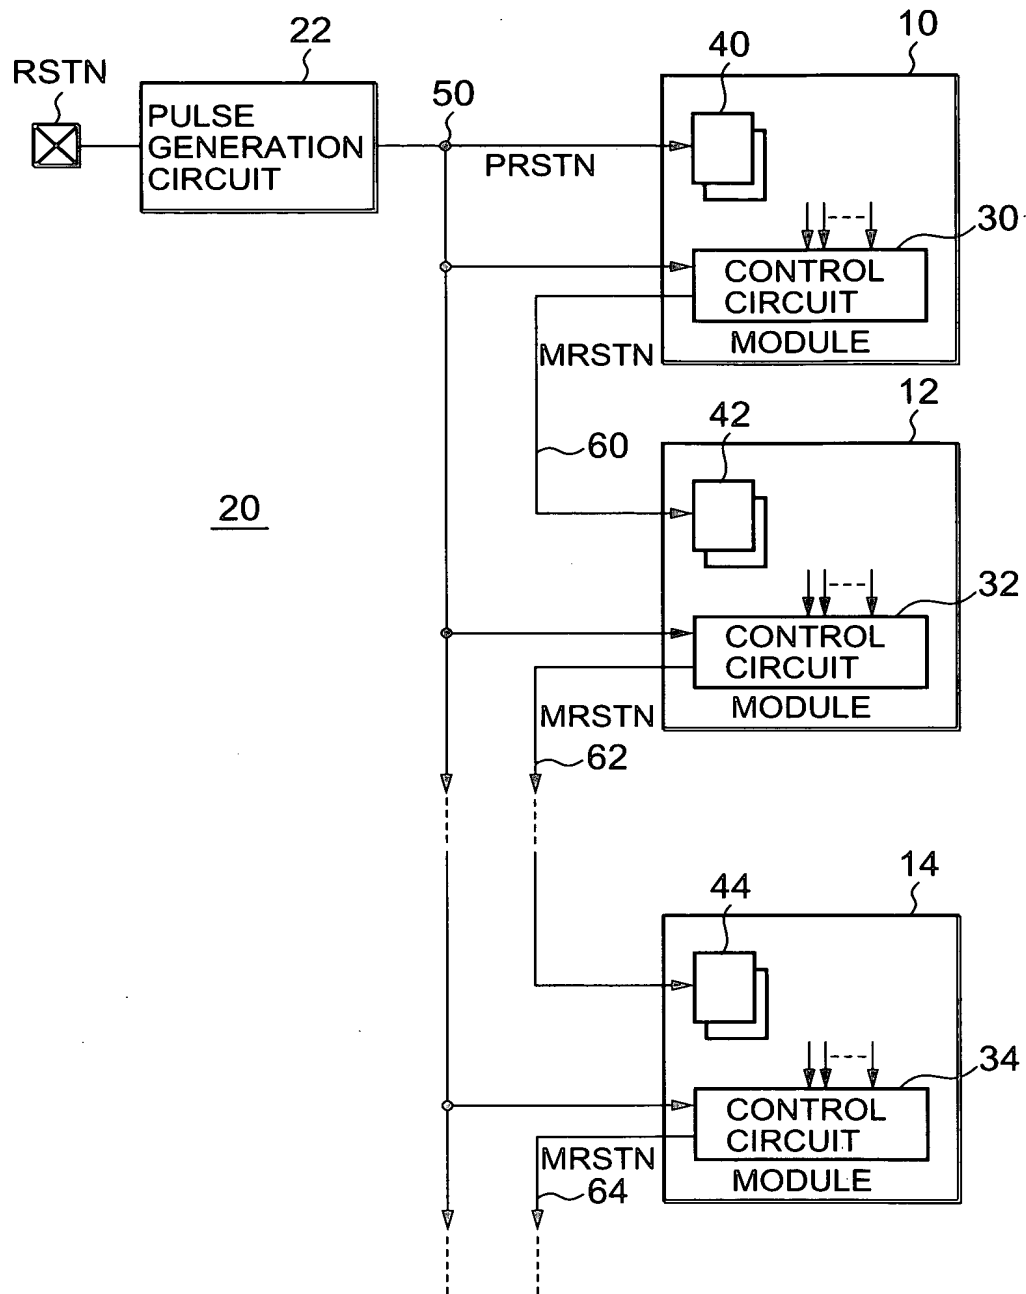 22
10
RSTN
40
50
PULSE
GENERATION
CIRCUIT
PRSTN
30
CONTROL
CIRCUIT
MRSTN
MODULE
12
42
60
20
32
CONTROL
CIRCUIT
MRSTN
MODULE
62
14
44
34
CONTROL
CIRCUIT
MRSTN
MODULE
64